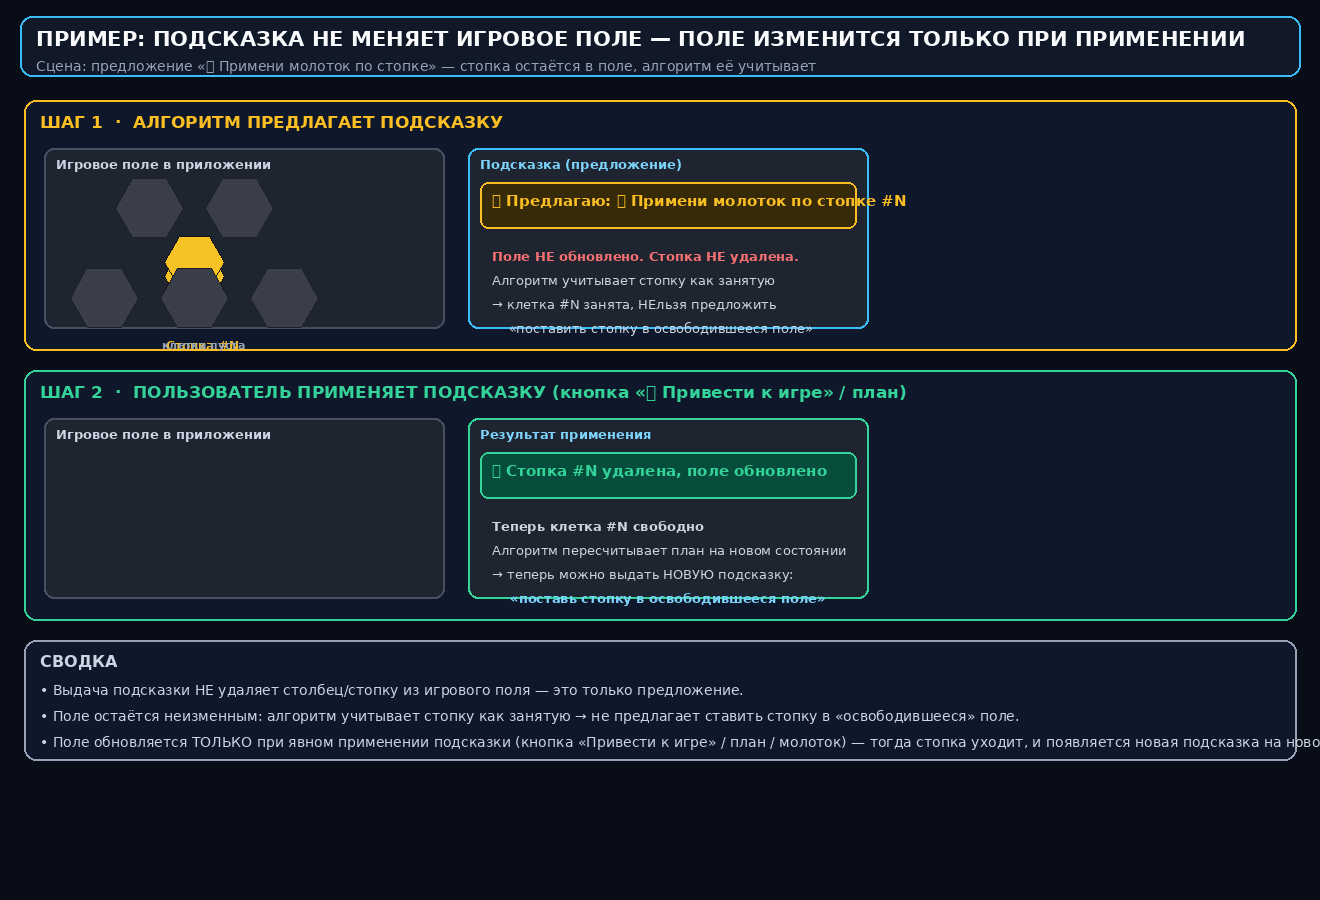 ПРИМЕР: ПОДСКАЗКА НЕ МЕНЯЕТ ИГРОВОЕ ПОЛЕ — ПОЛЕ ИЗМЕНИТСЯ ТОЛЬКО ПРИ ПРИМЕНЕНИИ
Сцена: предложение «▯ Примени молоток по стопке» — стопка остаётся в поле, алгоритм её учитывает
ШАГ 1 · АЛГОРИТМ ПРЕДЛАГАЕТ ПОДСКАЗКУ
Игровое поле в приложении
Стопка #N
Подсказка (предложение)
▯ Предлагаю: ▯ Примени молоток по стопке #N
Поле НЕ обновлено. Стопка НЕ удалена.
Алгоритм учитывает стопку как занятую
→ клетка #N занята, НЕльзя предложить
«поставить стопку в освободившееся поле»
ШАГ 2 · ПОЛЬЗОВАТЕЛЬ ПРИМЕНЯЕТ ПОДСКАЗКУ (кнопка «▯ Привести к игре» / план)
Игровое поле в приложении
Результат применения
▯ Стопка #N удалена, поле обновлено
Теперь клетка #N свободно
Алгоритм пересчитывает план на новом состоянии
→ теперь можно выдать НОВУЮ подсказку:
«поставь стопку в освободившееся поле»
СВОДКА
• Выдача подсказки НЕ удаляет столбец/стопку из игрового поля — это только предложение.
• Поле остаётся неизменным: алгоритм учитывает стопку как занятую → не предлагает ставить стопку в «освободившееся» поле.
• Поле обновляется ТОЛЬКО при явном применении подсказки (кнопка «Привести к игре» / план / молоток) — тогда стопка уходит, и появляется новая подсказка на ново